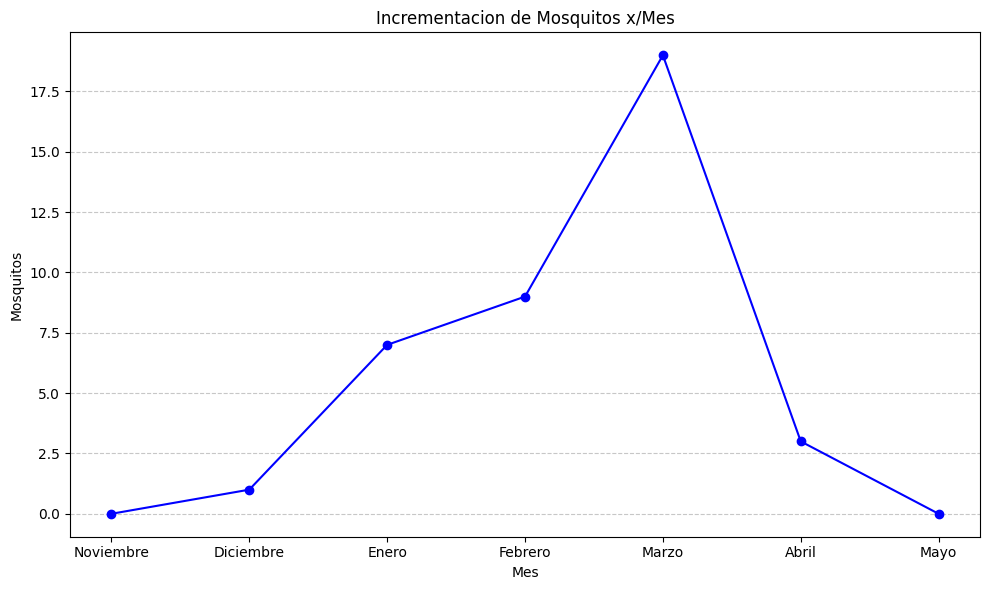 Incrementacion de Mosquitos x/Mes
Mosquitos
17.5
15.0
12.5
10.0
7.5
5.0
2.5
0.0
Noviembre Diciembre Enero Febrero Marzo Abril Mayo
Mes